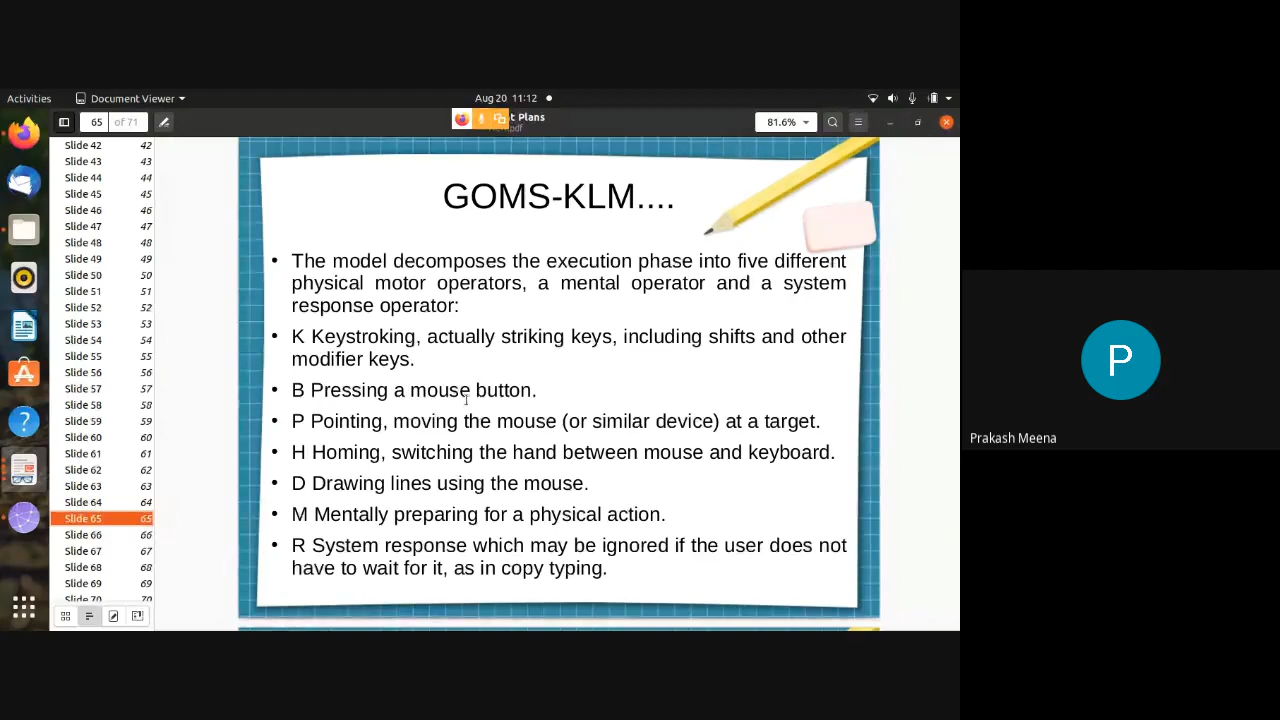 Activities
Document Viewer
Aug 20 11:12
65 of 71
t Plans
.pdf
81.6%
Slide 42 42
Slide 43 43
Slide 44 44
Slide 45 45
Slide 46 46
Slide 47 47
Slide 48 48
Slide 49 49
Slide 50 50
Slide 51 51
Slide 52 52
Slide 53 53
Slide 54 54
Slide 55 55
Slide 56 56
Slide 57 57
Slide 58 58
Slide 59 59
Slide 60 60
Slide 61 61
Slide 62 62
Slide 63 63
Slide 64 64
Slide 65 65
Slide 66 66
Slide 67 67
Slide 68 68
Slide 69 69
Slide 70 70
GOMS-KLM....
• The model decomposes the execution phase into five different
physical motor operators, a mental operator and a system
response operator:
• K Keystroking, actually striking keys, including shifts and other
modifier keys.
• B Pressing a mouse button.
• P Pointing, moving the mouse (or similar device) at a target.
• H Homing, switching the hand between mouse and keyboard.
• D Drawing lines using the mouse.
• M Mentally preparing for a physical action.
• R System response which may be ignored if the user does not
have to wait for it, as in copy typing.
P
Prakash Meena